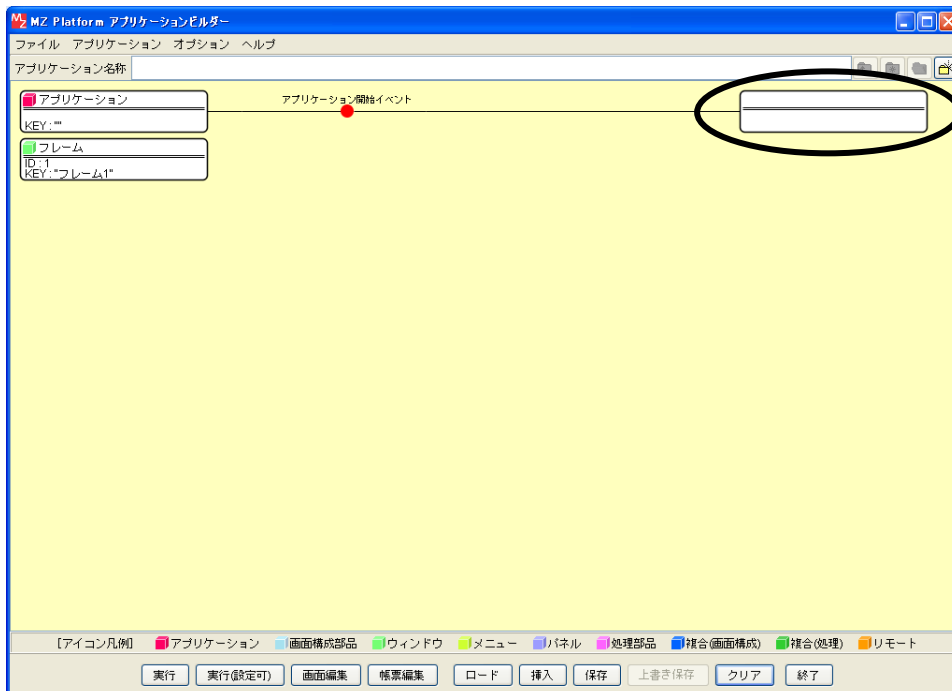 MZ Platform アプリケーションビルダー
ファイル アプリケーション オプション ヘルプ
アプリケーション名称
アプリケーション
KEY : ""
アプリケーション開始イベント
フレーム
ID : 1
KEY : "フレーム1"
[アイコン凡例] アプリケーション 画面構成部品 ウィンドウ メニュー パネル 処理部品 複合(画面構成) 複合(処理) リモート
実行 実行(設定可) 画面編集 帳票編集 ロード 挿入 保存 上書き保存 クリア 終了